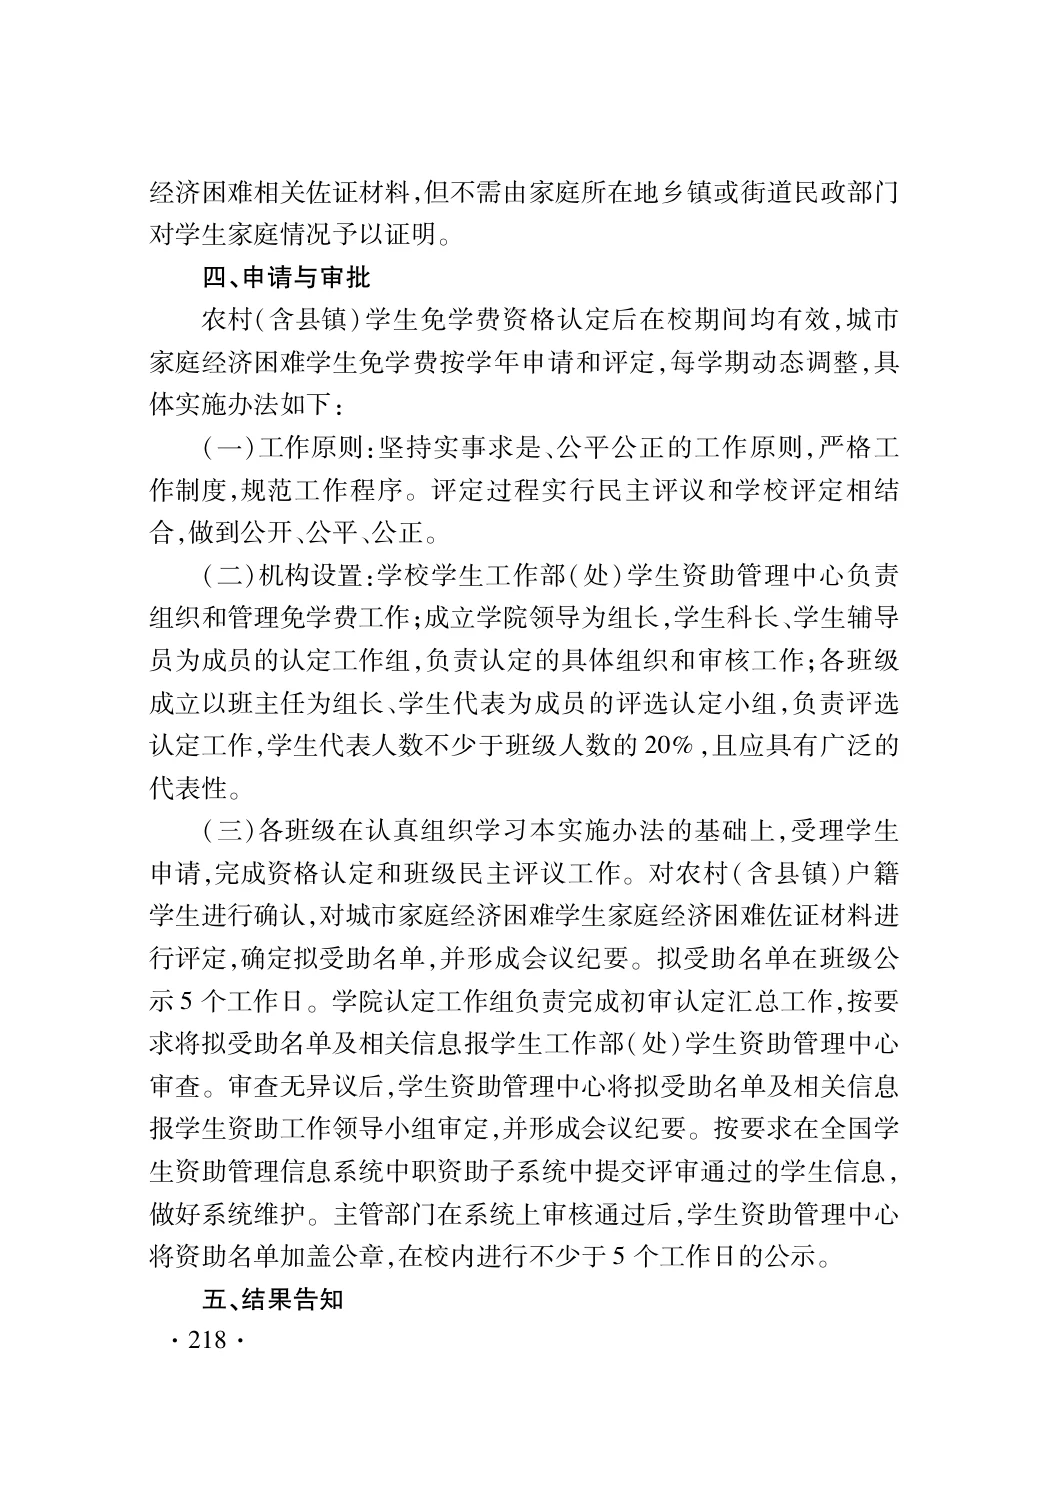 经济困难相关佐证材料,但不需由家庭所在地乡镇或街道民政部门
对学生家庭情况予以证明。
四、申请与审批
农村(含县镇)学生免学费资格认定后在校期间均有效,城市
家庭经济困难学生免学费按学年申请和评定,每学期动态调整,具
体实施办法如下:
(一)工作原则:坚持实事求是、公平公正的工作原则,严格工
作制度,规范工作程序。评定过程实行民主评议和学校评定相结
合,做到公开、公平、公正。
(二)机构设置:学校学生工作部(处)学生资助管理中心负责
组织和管理免学费工作;成立学院领导为组长,学生科长、学生辅导
员为成员的认定工作组,负责认定的具体组织和审核工作;各班级
成立以班主任为组长、学生代表为成员的评选认定小组,负责评选
认定工作,学生代表人数不少于班级人数的 20%,且应具有广泛的
代表性。
(三)各班级在认真组织学习本实施办法的基础上,受理学生
申请,完成资格认定和班级民主评议工作。对农村(含县镇)户籍
学生进行确认,对城市家庭经济困难学生家庭经济困难佐证材料进
行评定,确定拟受助名单,并形成会议纪要。拟受助名单在班级公
示 5 个工作日。学院认定工作组负责完成初审认定汇总工作,按要
求将拟受助名单及相关信息报学生工作部(处)学生资助管理中心
审查。审查无异议后,学生资助管理中心将拟受助名单及相关信息
报学生资助工作领导小组审定,并形成会议纪要。按要求在全国学
生资助管理信息系统中职资助子系统中提交评审通过的学生信息,
做好系统维护。主管部门在系统上审核通过后,学生资助管理中心
将资助名单加盖公章,在校内进行不少于 5 个工作日的公示。
五、结果告知
·218·